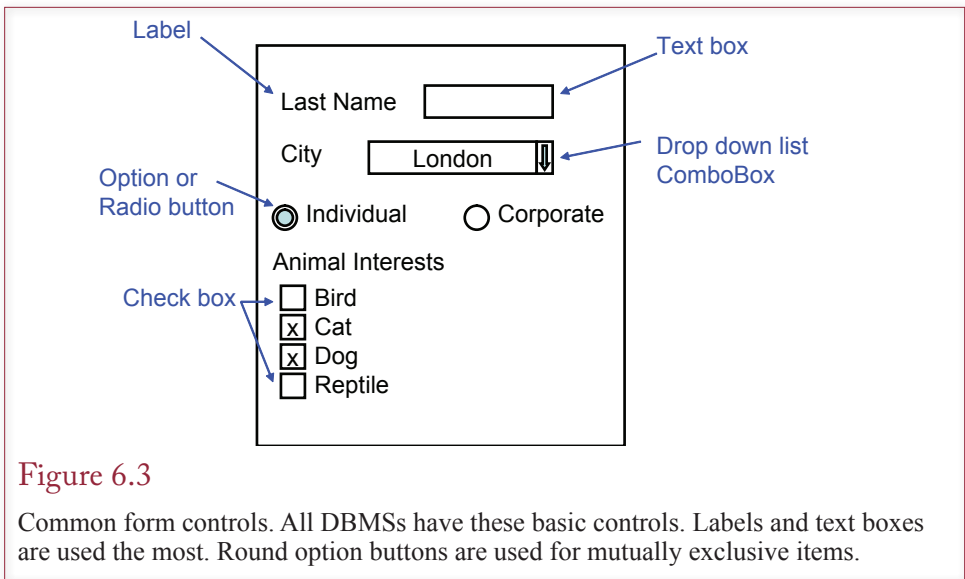 Label
Text box
Last Name
City
London
Drop down list
ComboBox
Option or
Radio button
Individual
Corporate
Animal Interests
Check box
Bird
x Cat
x Dog
Reptile
Figure 6.3
Common form controls. All DBMSs have these basic controls. Labels and text boxes
are used the most. Round option buttons are used for mutually exclusive items.